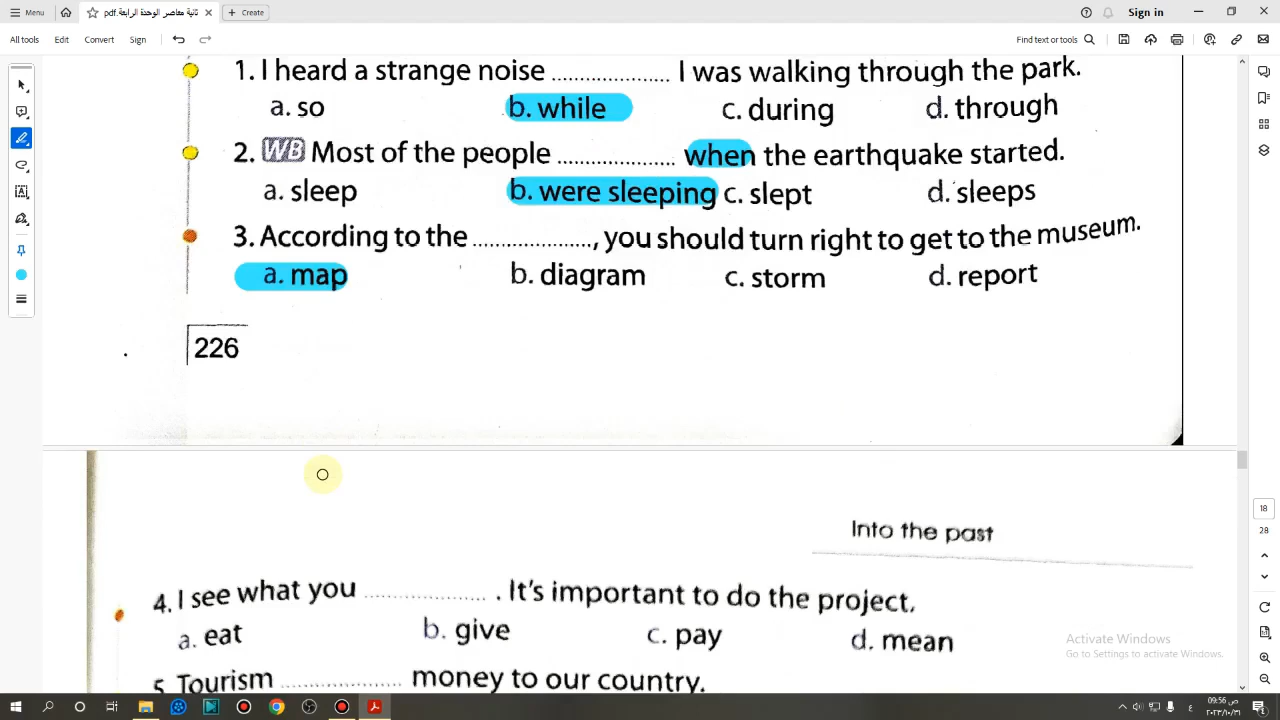 Menu
ثانية معاصر الوحدة الرابعة.pdf
Create
Sign in
All tools Edit Convert Sign
Find text or tools
1. I heard a strange noise .................... I was walking through the park.
a. so b. while c. during d. through
2. WB Most of the people .................... when the earthquake started.
a. sleep b. were sleeping c. slept d. sleeps
3. According to the ...................., you should turn right to get to the museum.
a. map b. diagram c. storm d. report
226
Into the past
4. I see what you .................... . It's important to do the project.
a. eat b. give c. pay d. mean
5. Tourism .................... money to our country.
18
28
Activate Windows
Go to Settings to activate Windows.
09:56 ص
٢٠٢٣/١٠/٣١